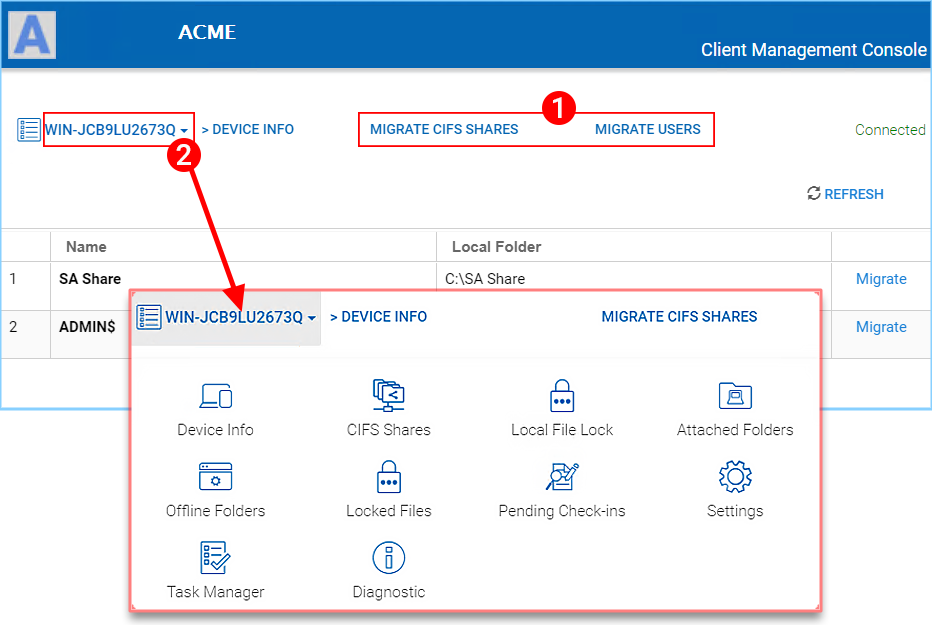 A
ACME
Client Management Console
1
WIN-JCB9LU2673Q > DEVICE INFO MIGRATE CIFS SHARES MIGRATE USERS Connected
2
REFRESH
Name Local Folder
1 SA Share C:\SA Share Migrate
2 ADMIN$ Migrate
WIN-JCB9LU2673Q > DEVICE INFO MIGRATE CIFS SHARES
Device Info CIFS Shares Local File Lock Attached Folders
Offline Folders Locked Files Pending Check-ins Settings
Task Manager Diagnostic